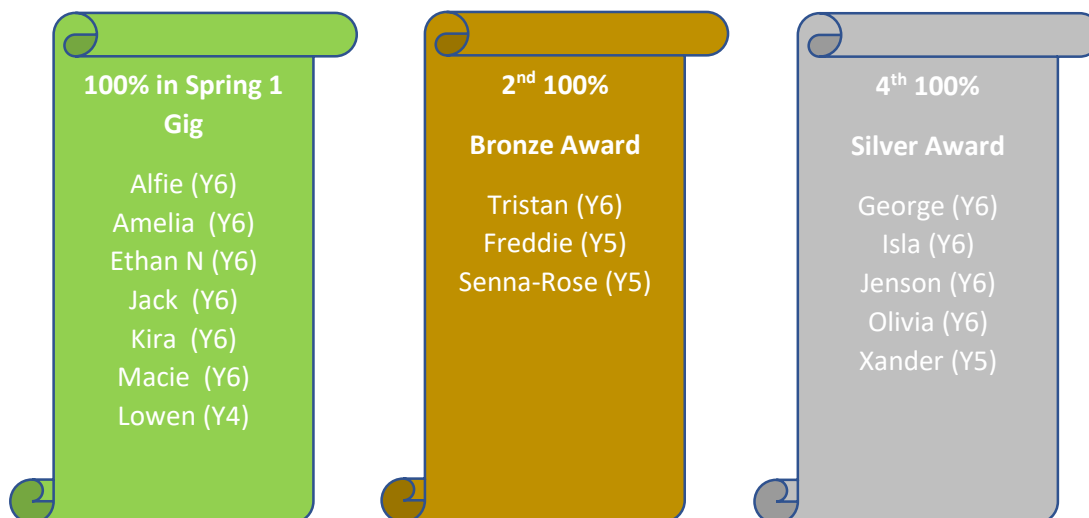 100% in Spring 1
Gig
Alfie (Y6)
Amelia  (Y6)
Ethan N (Y6)
Jack  (Y6)
Kira  (Y6)
Macie  (Y6)
Lowen (Y4)
2nd 100%
Bronze Award
Tristan (Y6)
Freddie (Y5)
Senna-Rose (Y5)
4th 100%
Silver Award
George (Y6)
Isla (Y6)
Jenson (Y6)
Olivia (Y6)
Xander (Y5)